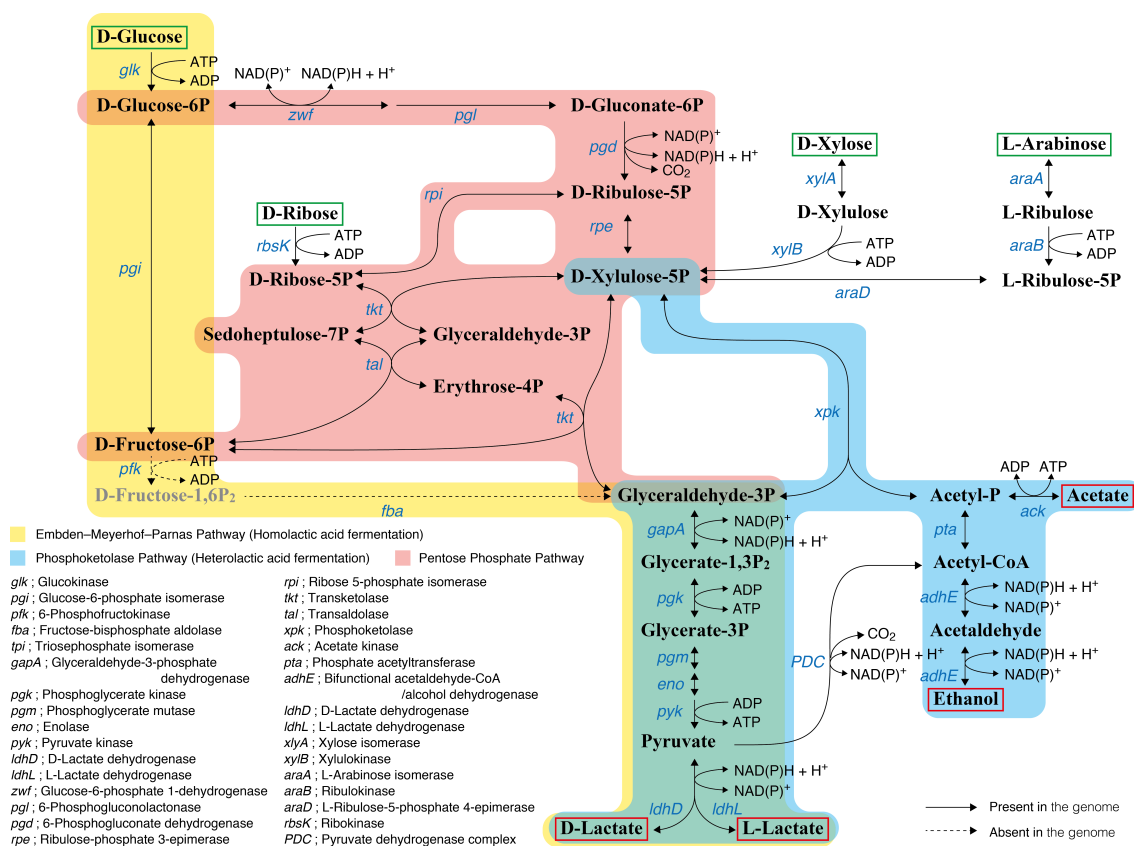 D-Glucose
glk
ATP
ADP
NAD(P)⁺
NAD(P)H + H⁺
D-Glucose-6P
zwf
pgl
D-Gluconate-6P
pgd
NAD(P)⁺
NAD(P)H + H⁺
CO₂
D-Xylose
L-Arabinose
xylA
araA
rpi
D-Ribulose-5P
D-Ribose
D-Xylulose
L-Ribulose
rbsK
ATP
ADP
rpe
xylB
ATP
ADP
araB
ATP
ADP
pgi
D-Ribose-5P
D-Xylulose-5P
L-Ribulose-5P
araD
tkt
Sedoheptulose-7P
Glyceraldehyde-3P
tal
Erythrose-4P
tkt
xpk
D-Fructose-6P
pfk
ATP
ADP
D-Fructose-1,6P₂
fba
Glyceraldehyde-3P
Acetyl-P
ADP
ATP
Acetate
ack
gapA
NAD(P)⁺
NAD(P)H + H⁺
pta
Glycerate-1,3P₂
Acetyl-CoA
pgk
ADP
ATP
adhE
NAD(P)H + H⁺
NAD(P)⁺
Glycerate-3P
Acetaldehyde
pgm
PDC
CO₂
NAD(P)H + H⁺
NAD(P)⁺
adhE
NAD(P)H + H⁺
NAD(P)⁺
eno
Ethanol
pyk
ADP
ATP
Pyruvate
NAD(P)H + H⁺
NAD(P)⁺
ldhD
ldhL
D-Lactate
L-Lactate
Embden–Meyerhof–Parnas Pathway (Homolactic acid fermentation)
Phosphoketolase Pathway (Heterolactic acid fermentation)
Pentose Phosphate Pathway
glk ; Glucokinase
pgi ; Glucose-6-phosphate isomerase
pfk ; 6-Phosphofructokinase
fba ; Fructose-bisphosphate aldolase
tpi ; Triosephosphate isomerase
gapA ; Glyceraldehyde-3-phosphate
dehydrogenase
pgk ; Phosphoglycerate kinase
pgm ; Phosphoglycerate mutase
eno ; Enolase
pyk ; Pyruvate kinase
ldhD ; D-Lactate dehydrogenase
ldhL ; L-Lactate dehydrogenase
zwf ; Glucose-6-phosphate 1-dehydrogenase
pgl ; 6-Phosphogluconolactonase
pgd ; 6-Phosphogluconate dehydrogenase
rpe ; Ribulose-phosphate 3-epimerase
rpi ; Ribose 5-phosphate isomerase
tkt ; Transketolase
tal ; Transaldolase
xpk ; Phosphoketolase
ack ; Acetate kinase
pta ; Phosphate acetyltransferase
adhE ; Bifunctional acetaldehyde-CoA
/alcohol dehydrogenase
ldhD ; D-Lactate dehydrogenase
ldhL ; L-Lactate dehydrogenase
xlyA ; Xylose isomerase
xylB ; Xylulokinase
araA ; L-Arabinose isomerase
araB ; Ribulokinase
araD ; L-Ribulose-5-phosphate 4-epimerase
rbsK ; Ribokinase
PDC ; Pyruvate dehydrogenase complex
Present in the genome
Absent in the genome